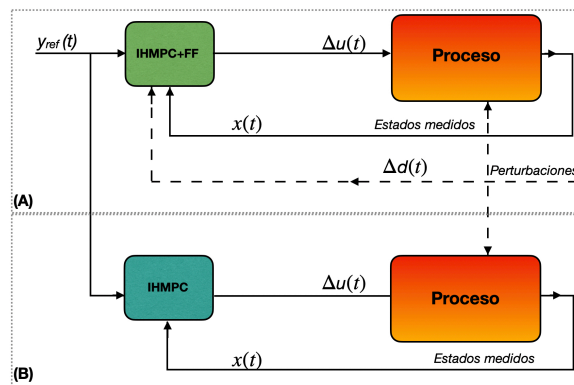 yref (t)
IHMPC+FF
Δu(t)
Proceso
x(t)
Estados medidos
Δd(t)
Perturbaciones
(A)
IHMPC
Δu(t)
Proceso
x(t)
Estados medidos
(B)